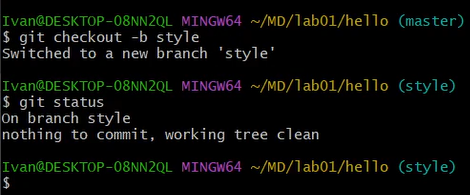 Ivan@DESKTOP-08NN2QL MINGW64 ~/MD/lab01/hello (master)
$ git checkout -b style
Switched to a new branch 'style'
Ivan@DESKTOP-08NN2QL MINGW64 ~/MD/lab01/hello (style)
$ git status
On branch style
nothing to commit, working tree clean
Ivan@DESKTOP-08NN2QL MINGW64 ~/MD/lab01/hello (style)
$